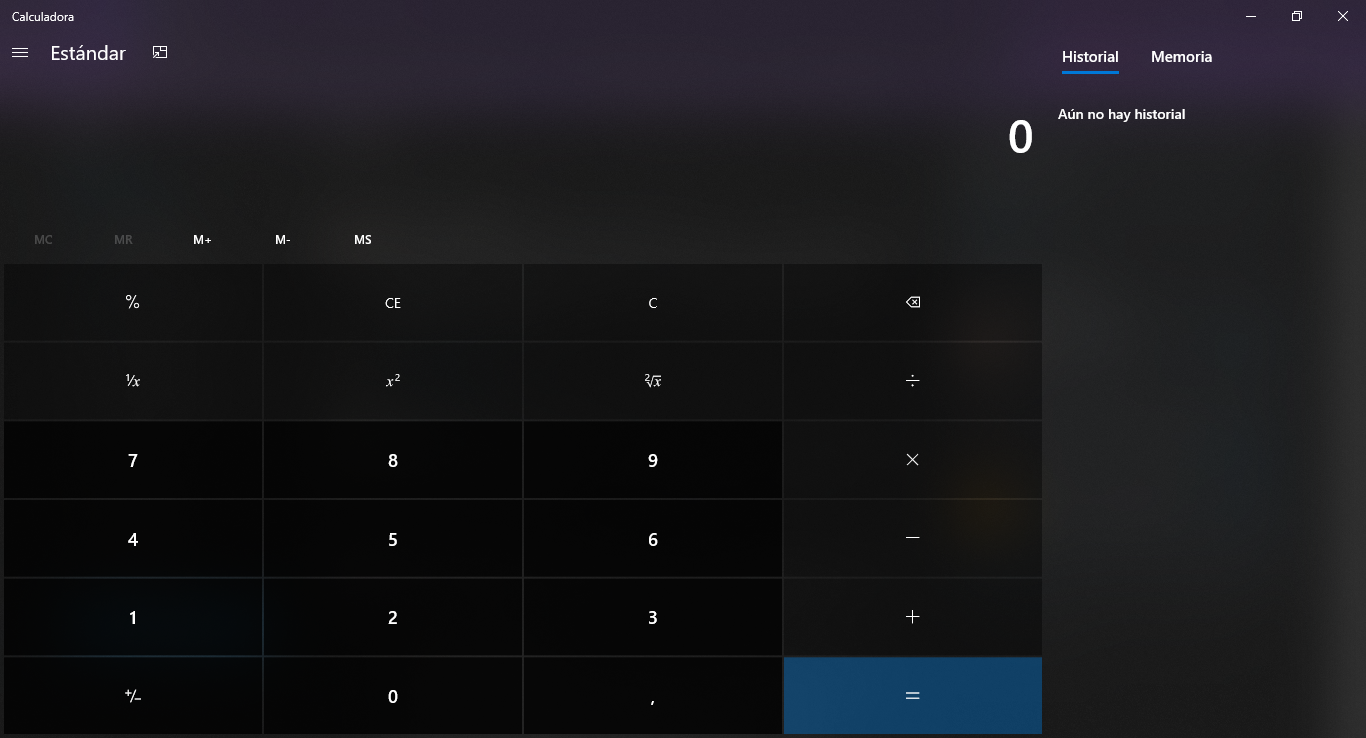 Calculadora
Estándar
Historial Memoria
Aún no hay historial
0
MC MR M+ M- MS
% CE C
¹/x x² ²√x ÷
7 8 9 ×
4 5 6 −
1 2 3 +
+/− 0 , =